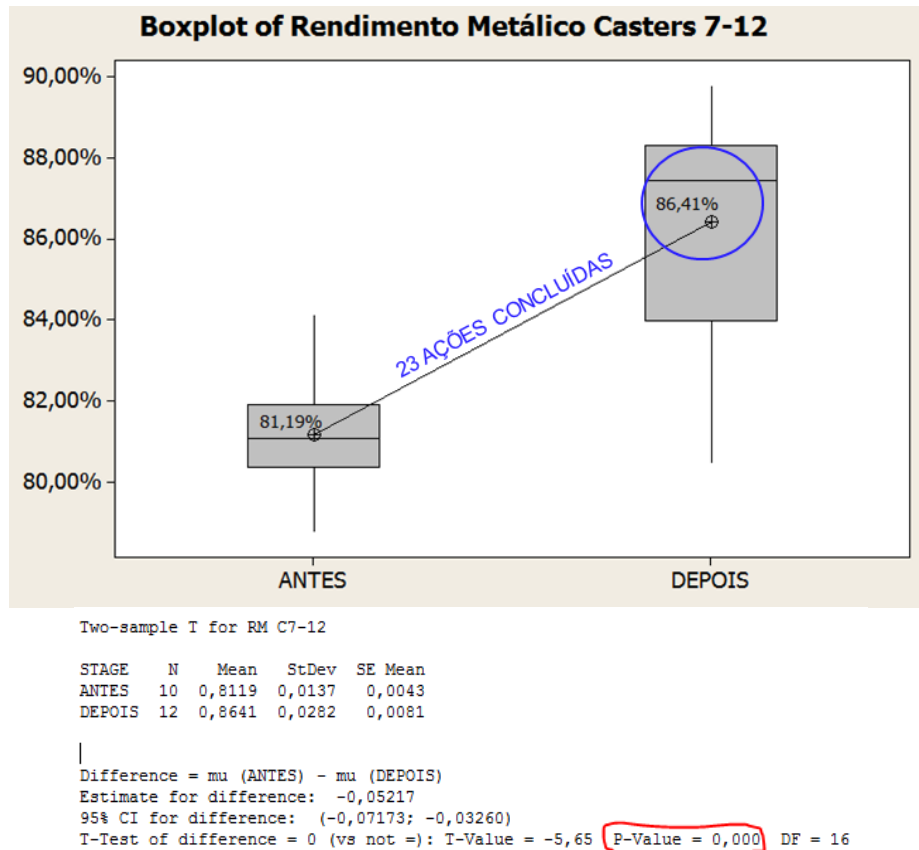 Boxplot of Rendimento Metálico Casters 7-12
90,00%
88,00%
86,41%
86,00%
23 AÇÕES CONCLUÍDAS
84,00%
82,00%
81,19%
80,00%
ANTES DEPOIS
Two-sample T for RM C7-12
STAGE N Mean StDev SE Mean
ANTES 10 0,8119 0,0137 0,0043
DEPOIS 12 0,8641 0,0282 0,0081
Difference = mu (ANTES) - mu (DEPOIS)
Estimate for difference: -0,05217
95% CI for difference: (-0,07173; -0,03260)
T-Test of difference = 0 (vs not =): T-Value = -5,65 P-Value = 0,000 DF = 16